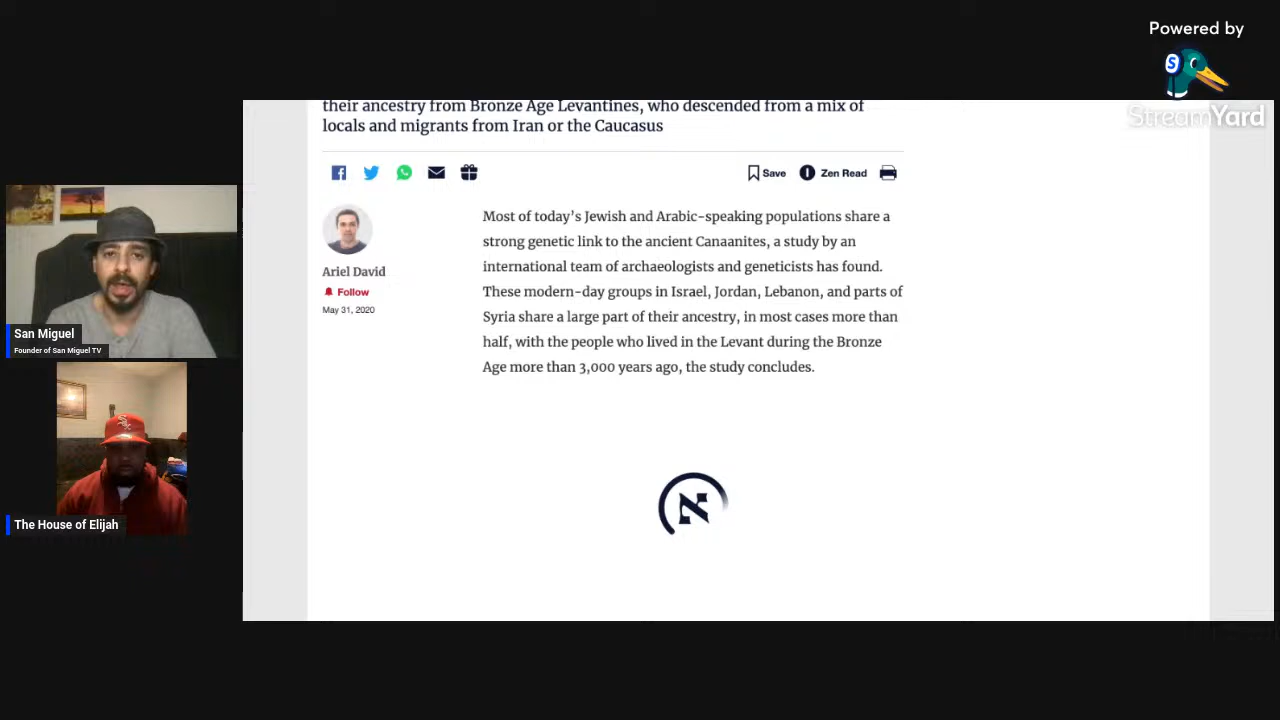 Powered by
StreamYard
their ancestry from Bronze Age Levantines, who descended from a mix of
locals and migrants from Iran or the Caucasus
Save
Zen Read
Ariel David
Follow
May 31, 2020
Most of today’s Jewish and Arabic-speaking populations share a
strong genetic link to the ancient Canaanites, a study by an
international team of archaeologists and geneticists has found.
These modern-day groups in Israel, Jordan, Lebanon, and parts of
Syria share a large part of their ancestry, in most cases more than
half, with the people who lived in the Levant during the Bronze
Age more than 3,000 years ago, the study concludes.
א
San Miguel
Founder of San Miguel TV
The House of Elijah